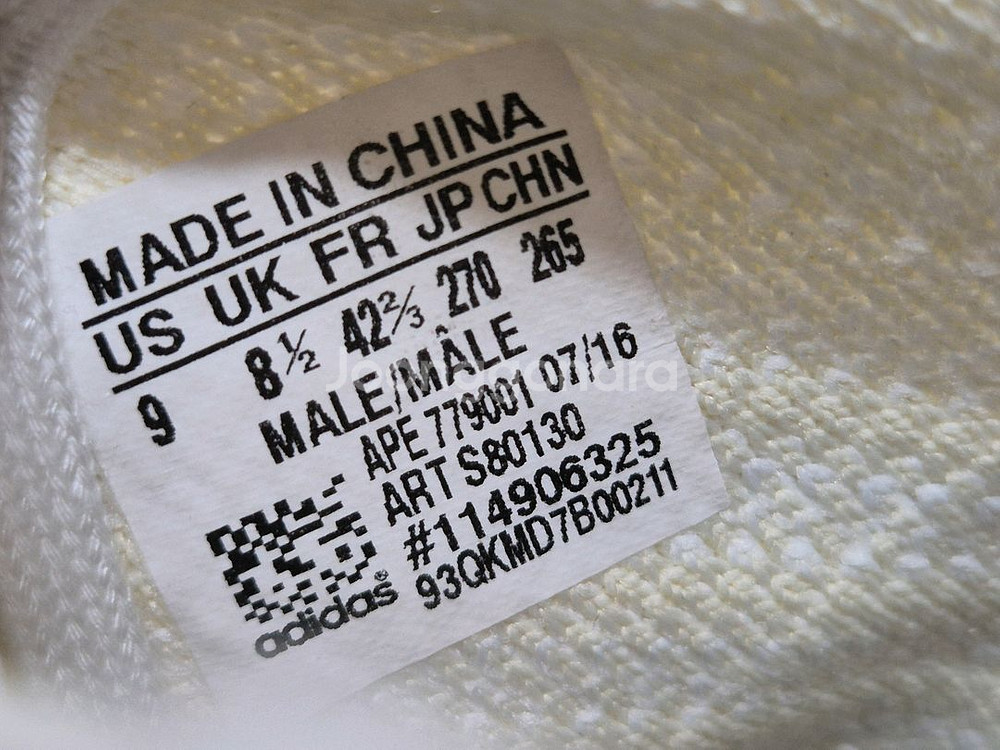 MADE IN CHINA
US UK FR JP CHN
9 8½ 42⅔ 270 265
MALE/MÂLE
APE 779001 07/16
ART S80130
#114906325
93QKMD7B00211
adidas®